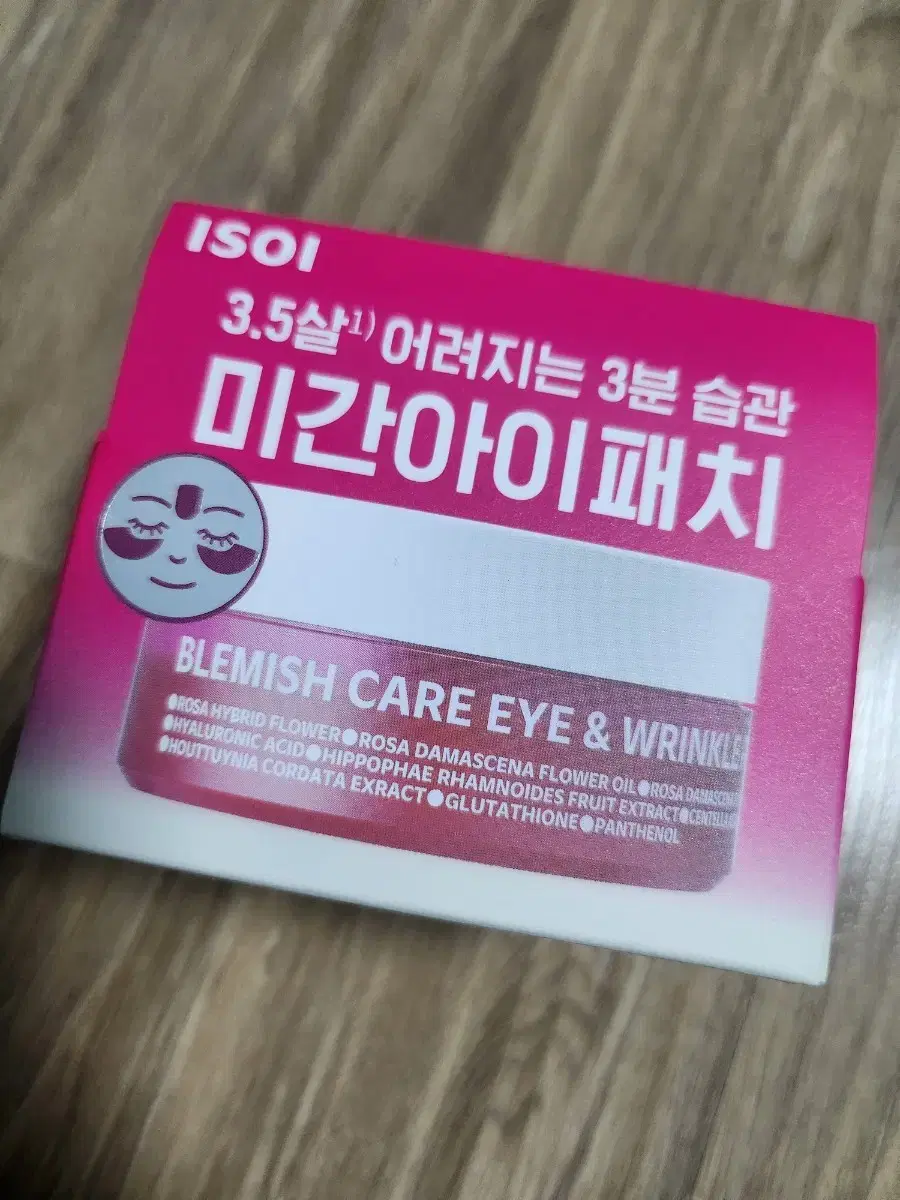 ISOI
3.5살1) 어려지는 3분 습관
미간아이패치
BLEMISH CARE EYE & WRINKLE
●ROSA HYBRID FLOWER●ROSA DAMASCENA FLOWER OIL●ROSA DAMASCEN
●HYALURONIC ACID●HIPPOPHAE RHAMNOIDES FRUIT EXTRACT●CENTELLA
●HOUTTUYNIA CORDATA EXRACT●GLUTATHIONE●PANTHENOL